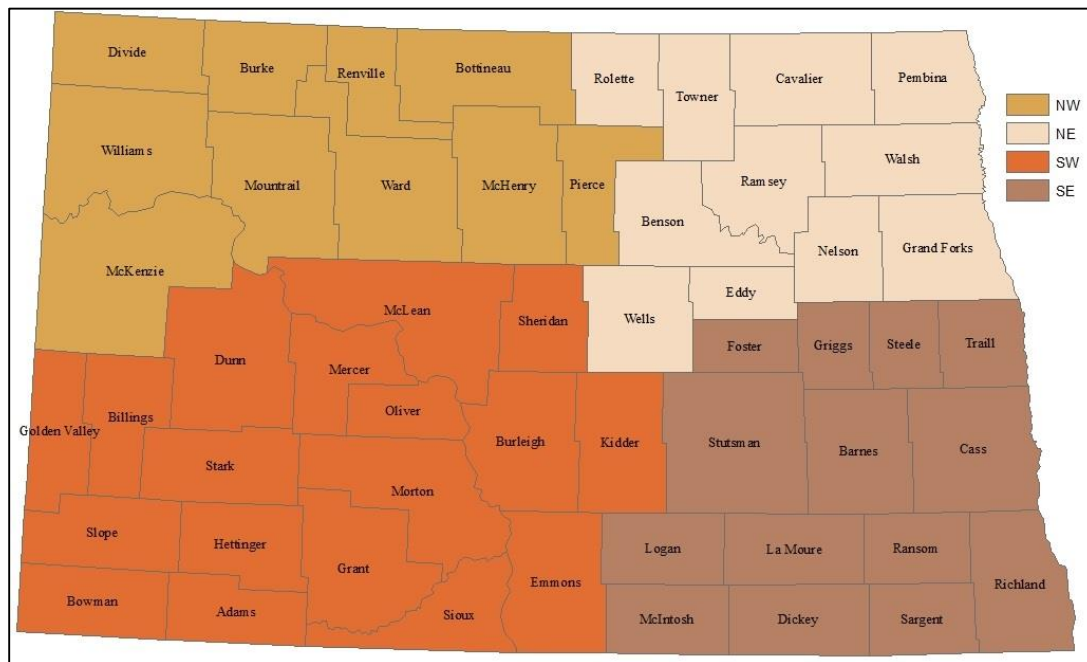 Divide
Burke
Renville
Bottineau
Rolette
Towner
Cavalier
Pembina
NW
NE
SW
SE
Williams
Mountrail
Ward
McHenry
Pierce
Benson
Ramsey
Walsh
Nelson
Grand Forks
McKenzie
Dunn
McLean
Sheridan
Wells
Eddy
Foster
Griggs
Steele
Traill
Mercer
Oliver
Golden Valley
Billings
Stark
Morton
Burleigh
Kidder
Stutsman
Barnes
Cass
Slope
Hettinger
Grant
Emmons
Logan
La Moure
Ransom
Richland
Bowman
Adams
Sioux
McIntosh
Dickey
Sargent